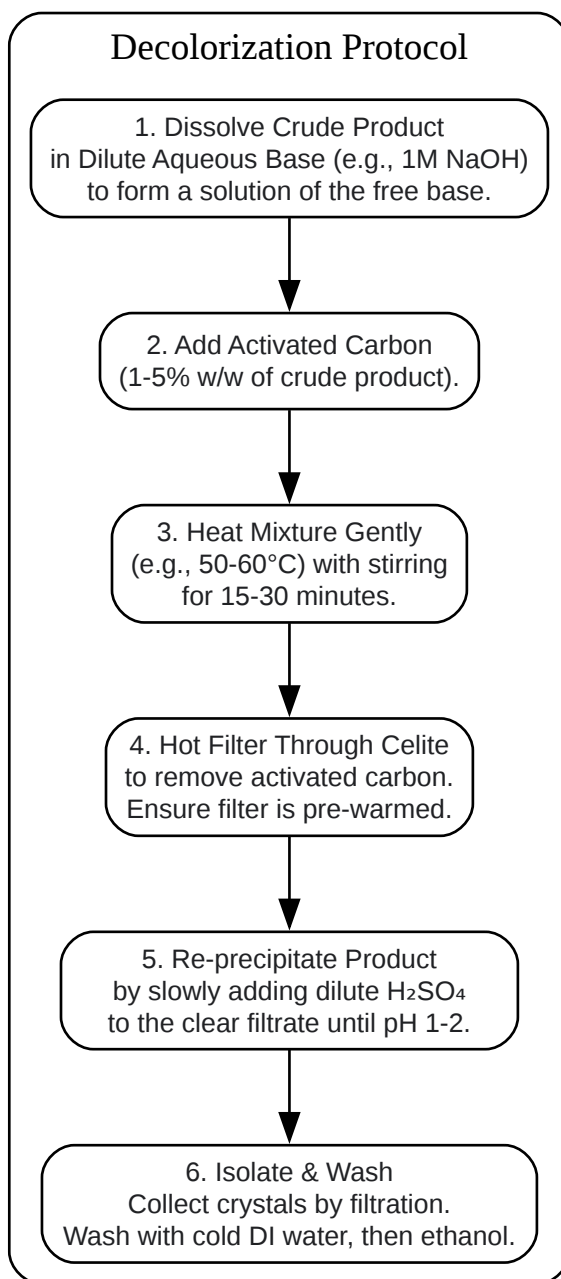 Decolorization Protocol
1. Dissolve Crude Product
in Dilute Aqueous Base (e.g., 1M NaOH)
to form a solution of the free base.
2. Add Activated Carbon
(1-5% w/w of crude product).
3. Heat Mixture Gently
(e.g., 50-60°C) with stirring
for 15-30 minutes.
4. Hot Filter Through Celite
to remove activated carbon.
Ensure filter is pre-warmed.
5. Re-precipitate Product
by slowly adding dilute H₂SO₄
to the clear filtrate until pH 1-2.
6. Isolate & Wash
Collect crystals by filtration.
Wash with cold DI water, then ethanol.